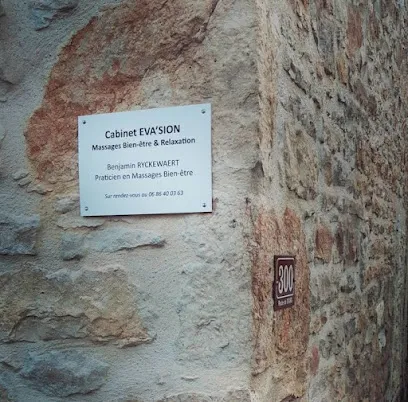 Cabinet EVA'SION
Massages Bien-être & Relaxation
Benjamin RYCKEWAERT
Praticien en Massages Bien-être
Sur rendez-vous au 06 86 40 03 63
300